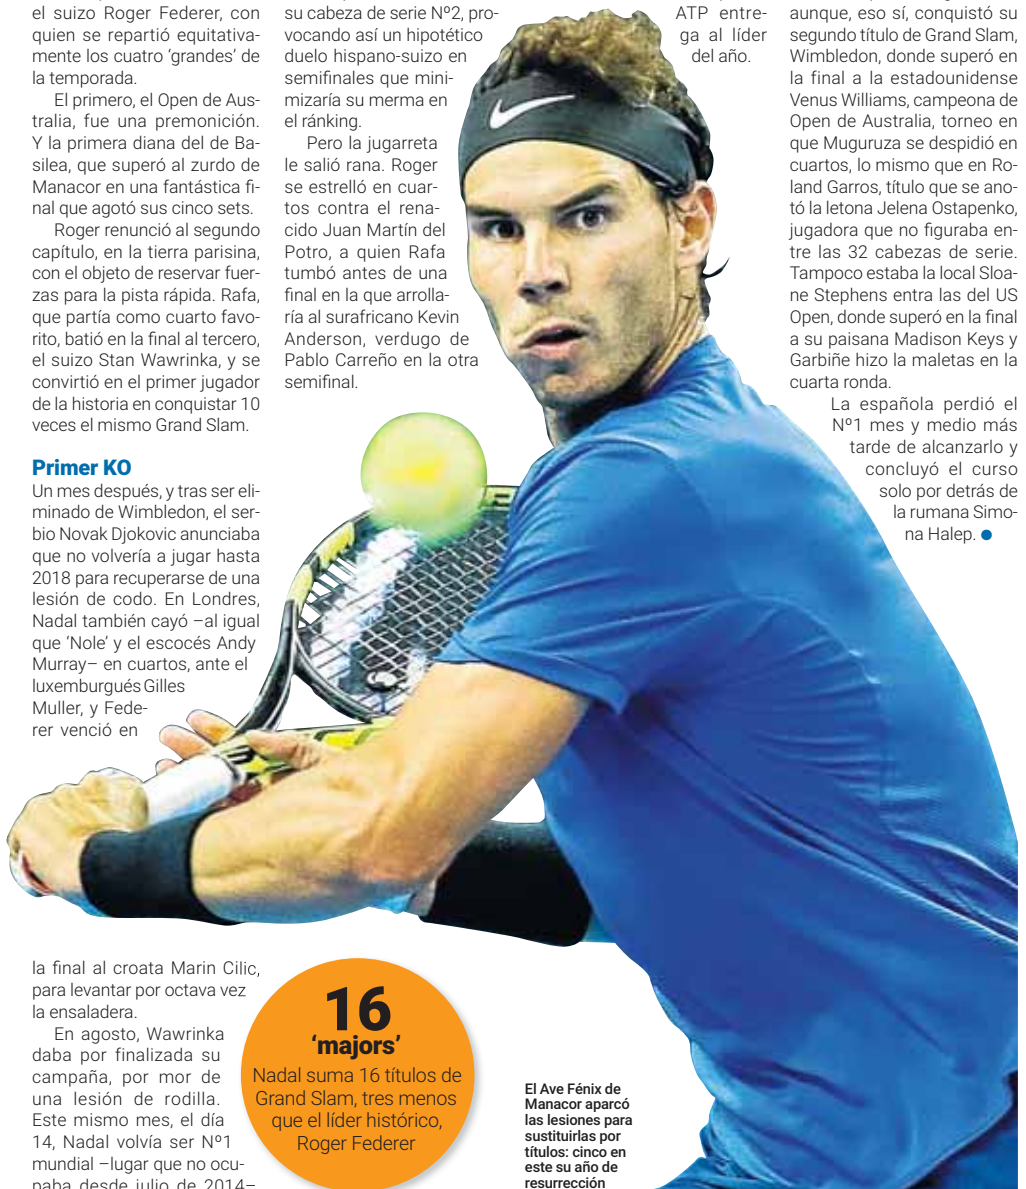 el suizo Roger Federer, con
quien se repartió equitativa-
mente los cuatro ‘grandes’ de
la temporada.
El primero, el Open de Aus-
tralia, fue una premonición.
Y la primera diana del de Ba-
silea, que superó al zurdo de
Manacor en una fantástica fi-
nal que agotó sus cinco sets.
Roger renunció al segundo
capítulo, en la tierra parisina,
con el objeto de reservar fuer-
zas para la pista rápida. Rafa,
que partía como cuarto favo-
rito, batió en la final al tercero,
el suizo Stan Wawrinka, y se
convirtió en el primer jugador
de la historia en conquistar 10
veces el mismo Grand Slam.
Primer KO
Un mes después, y tras ser eli-
minado de Wimbledon, el ser-
bio Novak Djokovic anunciaba
que no volvería a jugar hasta
2018 para recuperarse de una
lesión de codo. En Londres,
Nadal también cayó –al igual
que ‘Nole’ y el escocés Andy
Murray– en cuartos, ante el
luxemburgués Gilles
Muller, y Fede-
rer venció en
la final al croata Marin Cilic,
para levantar por octava vez
la ensaladera.
En agosto, Wawrinka
daba por finalizada su
campaña, por mor de
una lesión de rodilla.
Este mismo mes, el día
14, Nadal volvía ser Nº1
mundial –lugar que no ocu-
paba desde julio de 2014–
su cabeza de serie Nº2, pro-
vocando así un hipotético
duelo hispano-suizo en
semifinales que mini-
mizaría su merma en
el ránking.
Pero la jugarreta
le salió rana. Roger
se estrelló en cuar-
tos contra el rena-
cido Juan Martín del
Potro, a quien Rafa
tumbó antes de una
final en la que arrolla-
ría al surafricano Kevin
Anderson, verdugo de
Pablo Carreño en la otra
semifinal.
ATP entre-
ga al líder
del año.
aunque, eso sí, conquistó su
segundo título de Grand Slam,
Wimbledon, donde superó en
la final a la estadounidense
Venus Williams, campeona de
Open de Australia, torneo en
que Muguruza se despidió en
cuartos, lo mismo que en Ro-
land Garros, título que se ano-
tó la letona Jelena Ostapenko,
jugadora que no figuraba en-
tre las 32 cabezas de serie.
Tampoco estaba la local Sloa-
ne Stephens entra las del US
Open, donde superó en la final
a su paisana Madison Keys y
Garbiñe hizo la maletas en la
cuarta ronda.
La española perdió el
Nº1 mes y medio más
tarde de alcanzarlo y
concluyó el curso
solo por detrás de
la rumana Simo-
na Halep.
16
‘majors’
Nadal suma 16 títulos de
Grand Slam, tres menos
que el líder histórico,
Roger Federer
El Ave Fénix de
Manacor aparcó
las lesiones para
sustituirlas por
títulos: cinco en
este su año de
resurrección